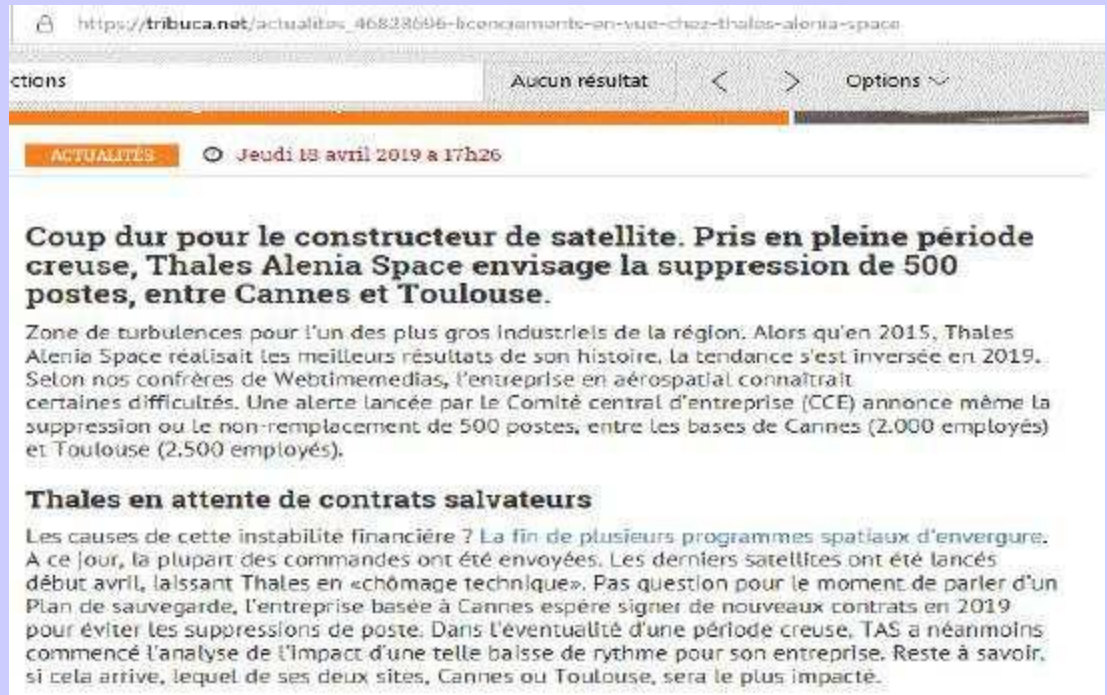 https://tribuca.net/actualites_46828696-licenciements-en-vue-chez-thales-alenia-space
ctions Aucun résultat < > Options
ACTUALITÉS Jeudi 18 avril 2019 à 17h26
Coup dur pour le constructeur de satellite. Pris en pleine période
creuse, Thales Alenia Space envisage la suppression de 500
postes, entre Cannes et Toulouse.
Zone de turbulences pour l'un des plus gros industriels de la région. Alors qu'en 2015, Thales
Alenia Space réalisait les meilleurs résultats de son histoire, la tendance s'est inversée en 2019.
Selon nos confrères de Webtimemedias, l'entreprise en aérospatial connaîtrait
certaines difficultés. Une alerte lancée par le Comité central d'entreprise (CCE) annonce même la
suppression ou le non-remplacement de 500 postes, entre les bases de Cannes (2.000 employés)
et Toulouse (2.500 employés).
Thales en attente de contrats salvateurs
Les causes de cette instabilité financière ? La fin de plusieurs programmes spatiaux d'envergure.
A ce jour, la plupart des commandes ont été envoyées. Les derniers satellites ont été lancés
début avril, laissant Thales en «chômage technique». Pas question pour le moment de parler d'un
Plan de sauvegarde, l'entreprise basée à Cannes espère signer de nouveaux contrats en 2019
pour éviter les suppressions de poste. Dans l'éventualité d'une période creuse, TAS a néanmoins
commencé l'analyse de l'impact d'une telle baisse de rythme pour son entreprise. Reste à savoir,
si cela arrive, lequel de ses deux sites, Cannes ou Toulouse, sera le plus impacté.